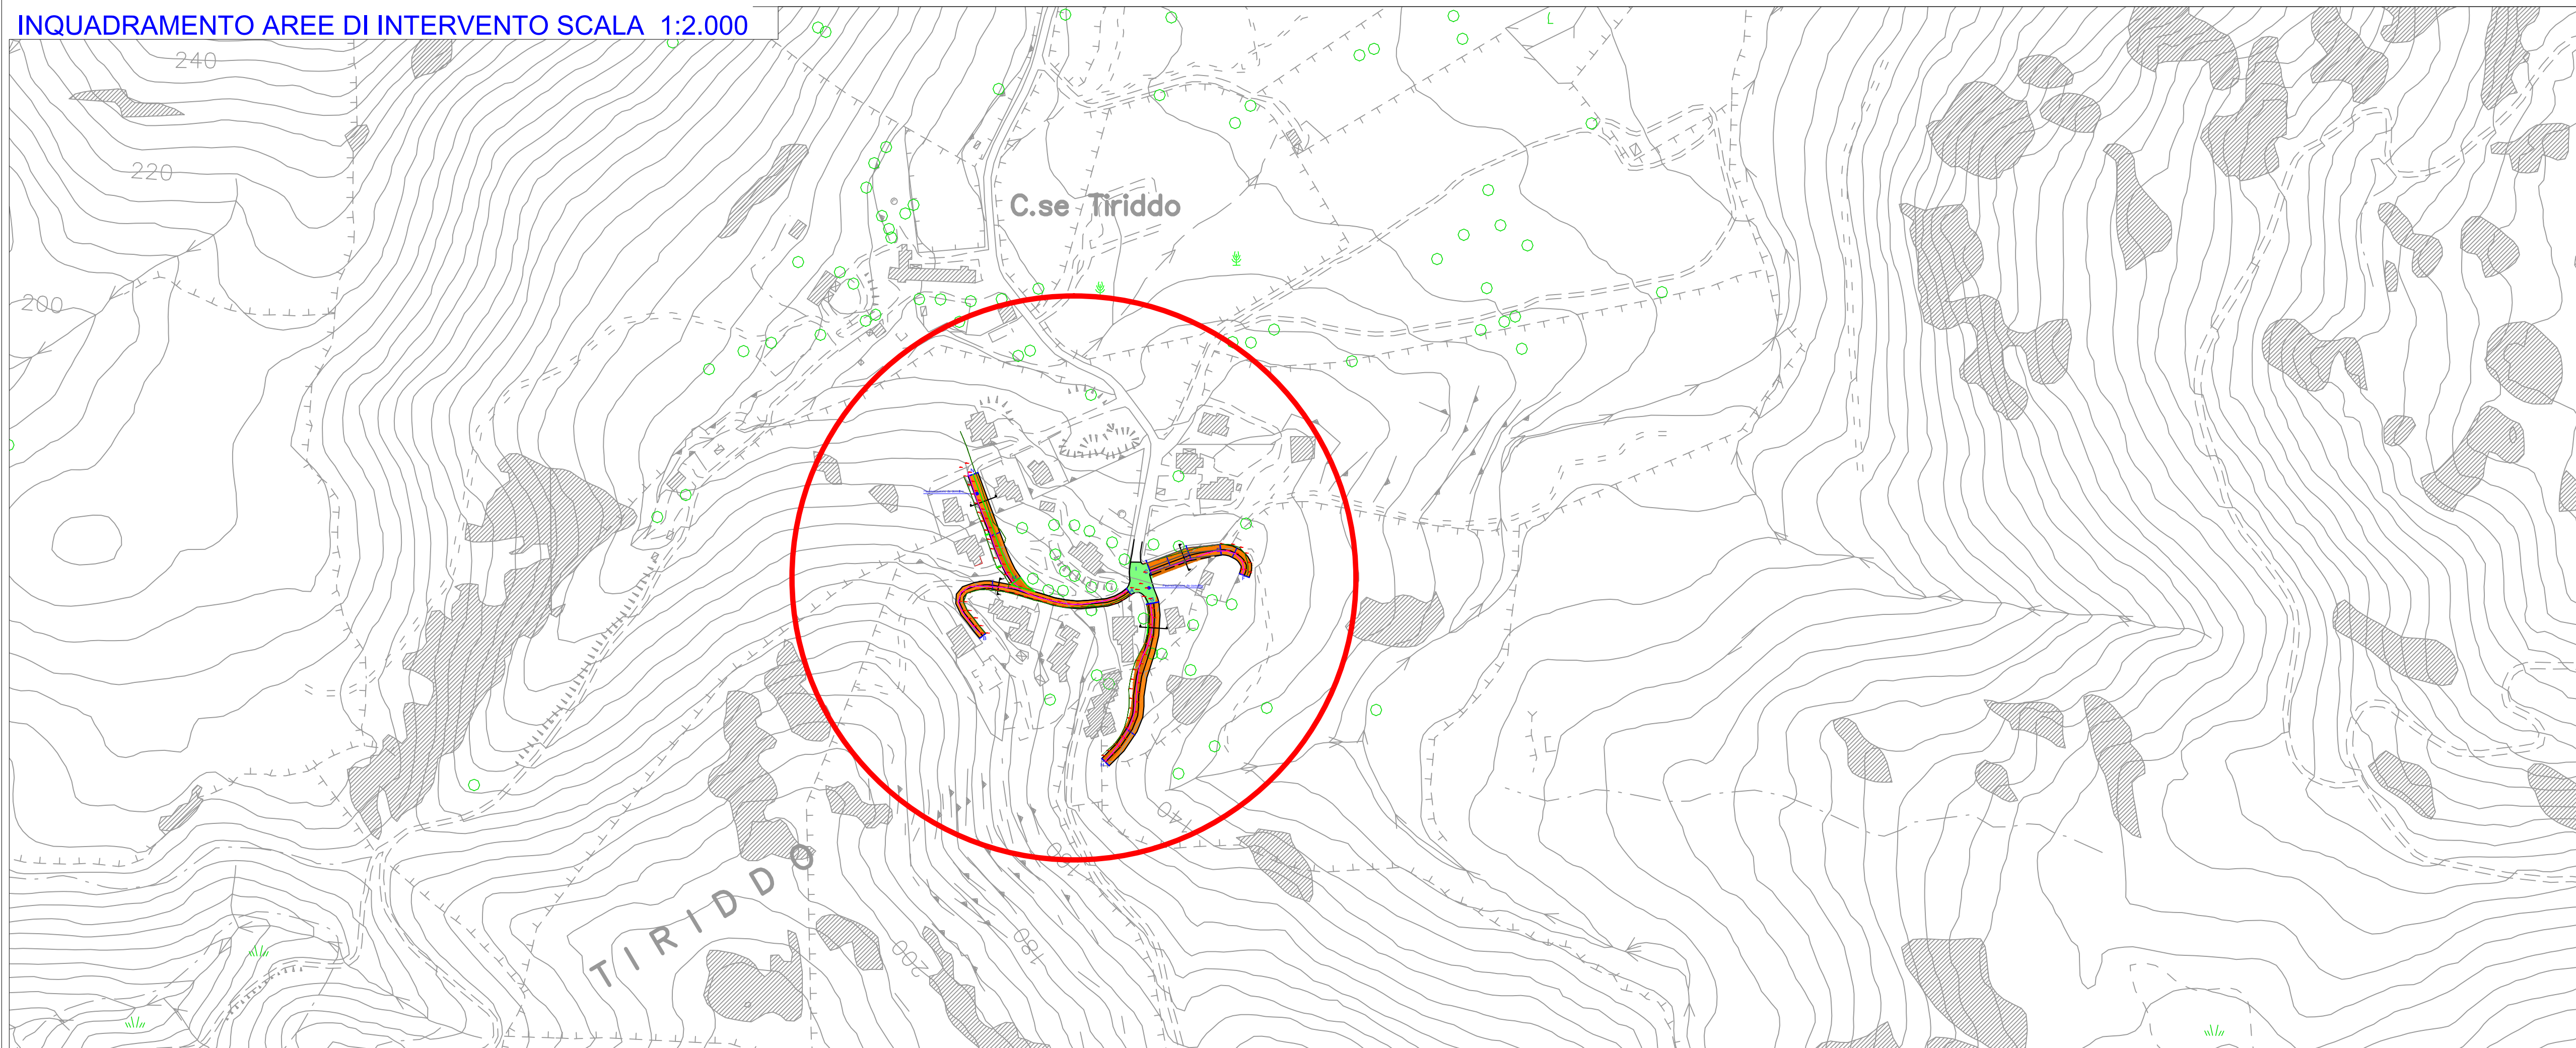 INQUADRAMENTO AREE DI INTERVENTO SCALA 1:2.000
240
220
C.se Tiriddo
200
TIRIDDO
200
180